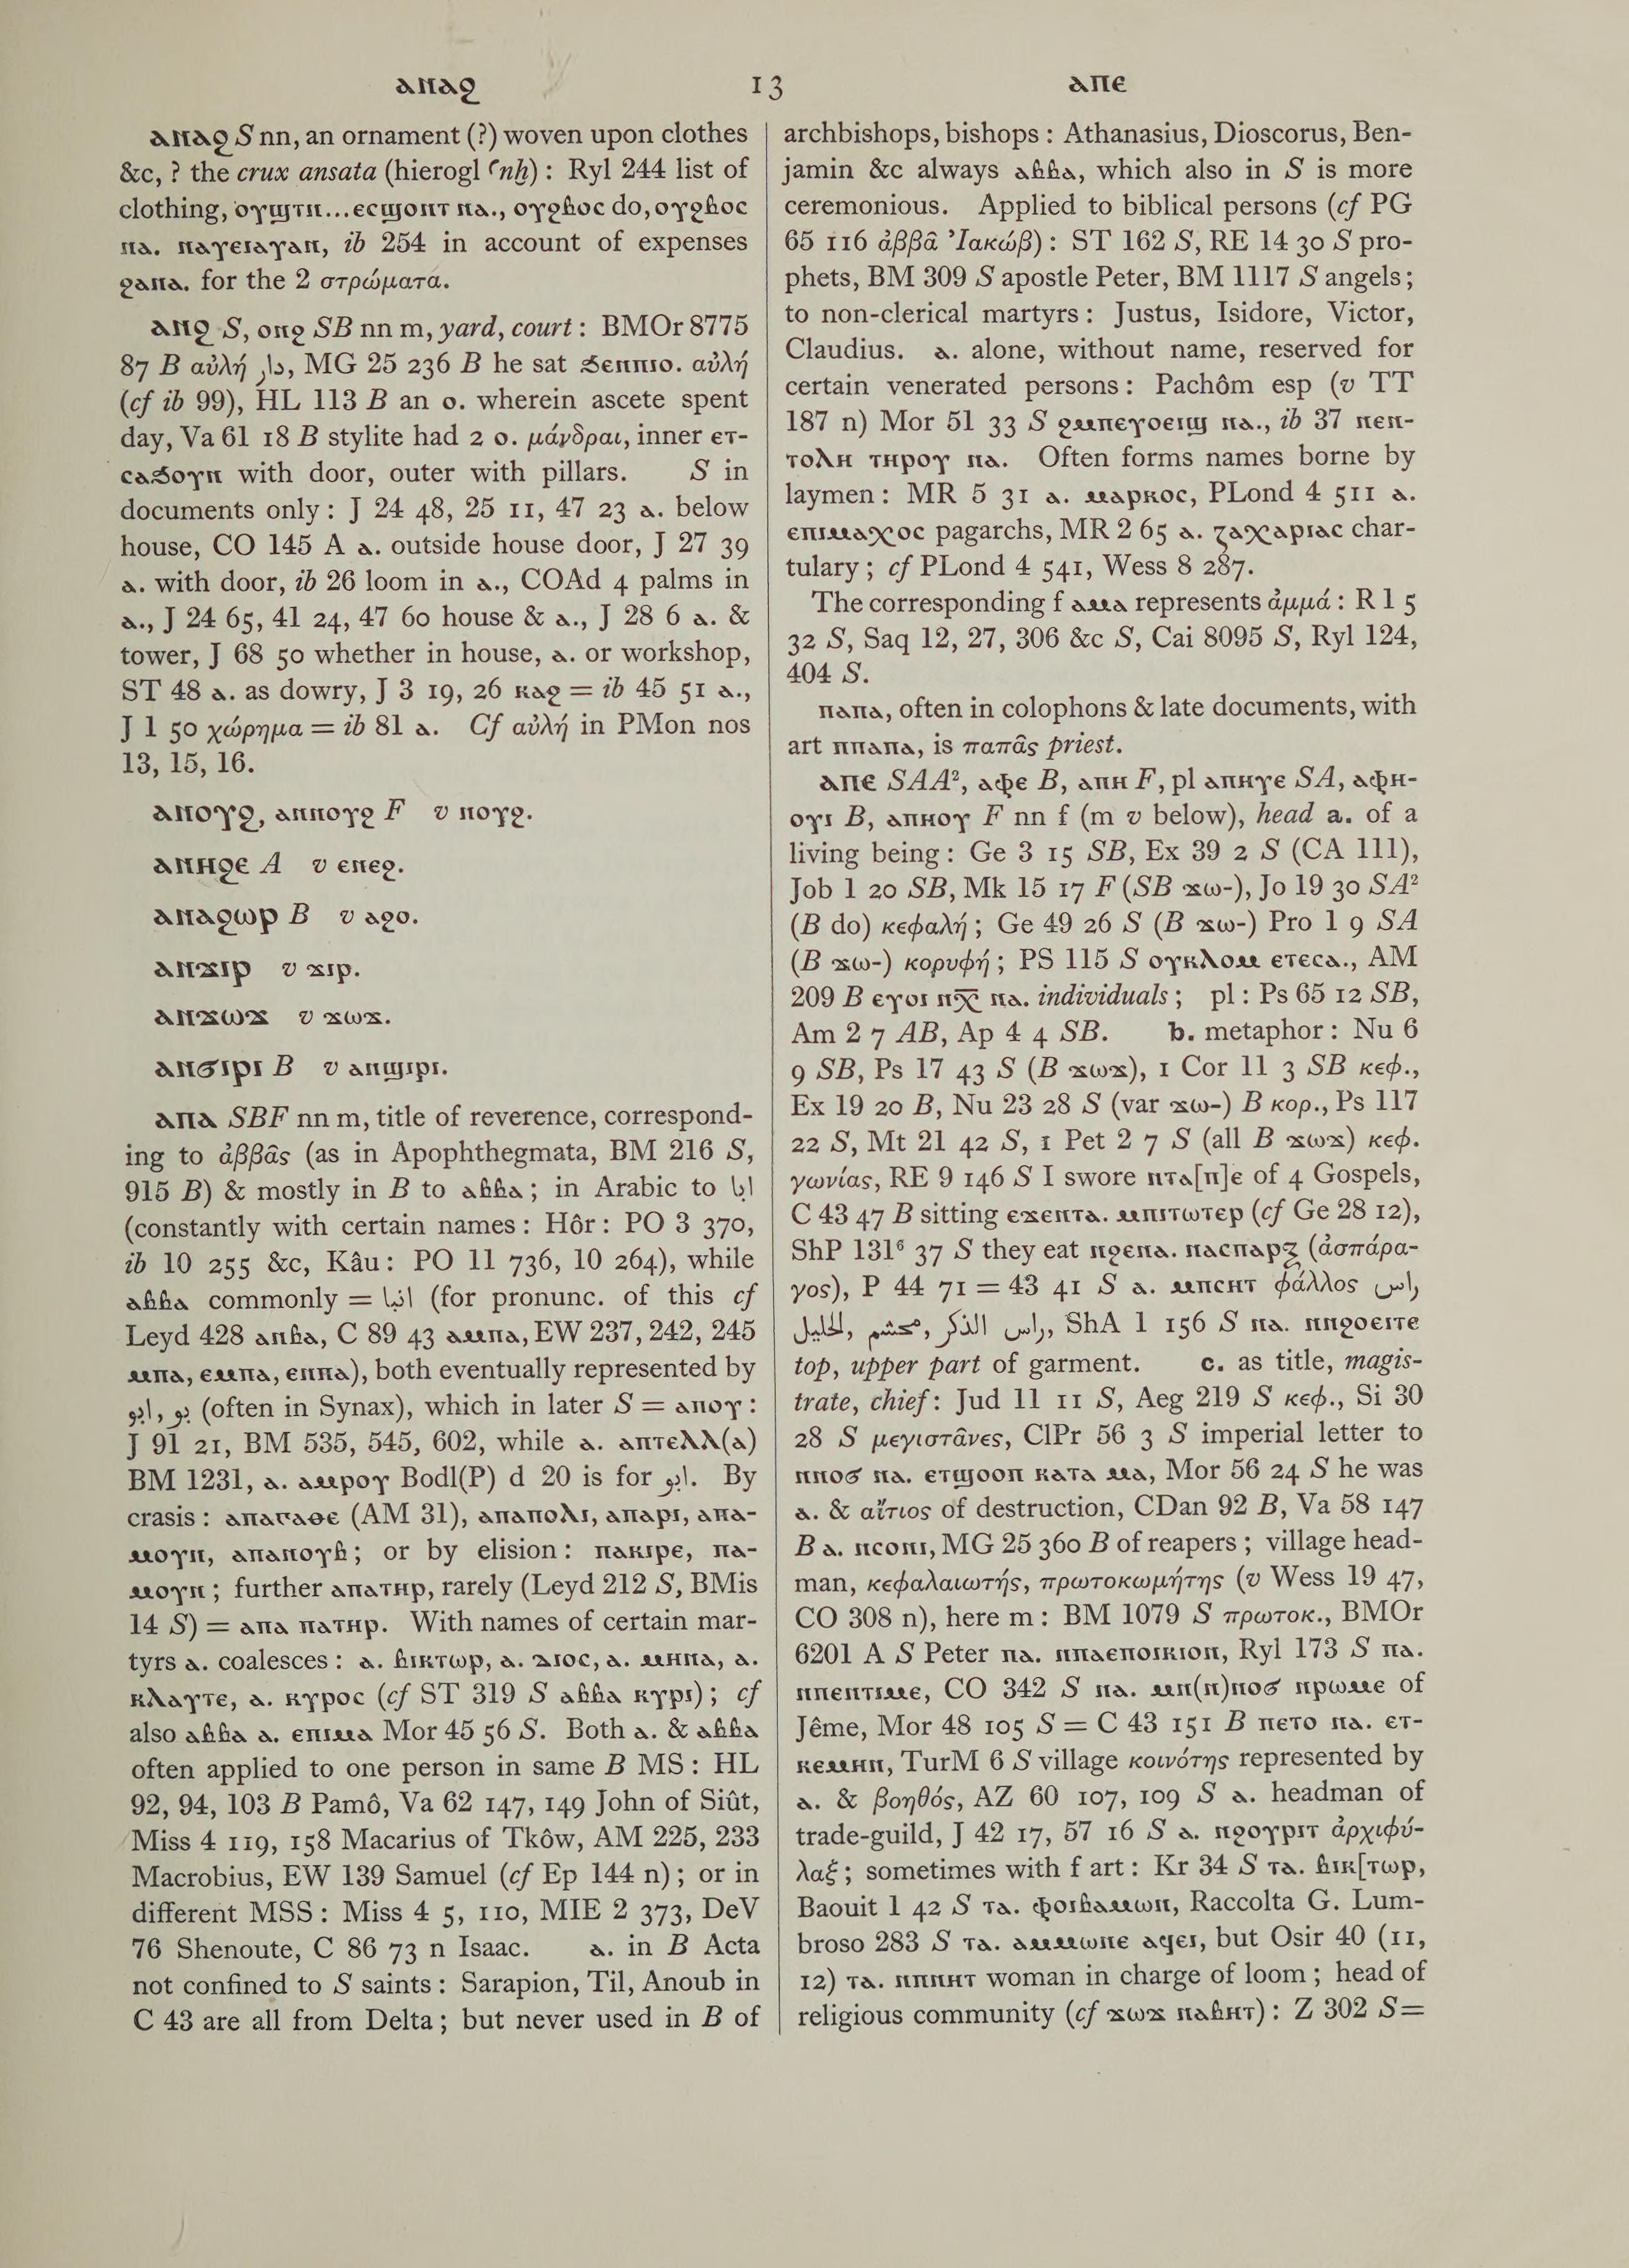 ⲁⲛⲁϩ 13 ⲁⲡⲉ
ⲁⲛⲁϩ S nn, an ornament (?) woven upon clothes
&c, ? the crux ansata (hierogl ʿnḫ) : Ryl 244 list of
clothing, ⲟⲩϣⲧⲛ...ⲉⲥϣⲟⲛⲧ ⲛⲁ., ⲟⲩϩⲃⲟⲥ do, ⲟⲩϩⲃⲟⲥ
ⲛⲁ. ⲛⲁⲩⲉⲓⲁⲩⲁⲛ, ib 254 in account of expenses
ϩⲁⲛⲁ. for the 2 στρώματα.
ⲁⲛϩ S, ⲟⲛϩ SB nn m, yard, court : BMOr 8775
87 B αὐλή دار, MG 25 236 B he sat ϧⲉⲛⲡⲓⲟ. αὐλή
(cf ib 99), HL 113 B an ⲟ. wherein ascete spent
day, Va 61 18 B stylite had 2 ⲟ. μάνδραι, inner ⲉⲧ-
ⲥⲁϧⲟⲩⲛ with door, outer with pillars. S in
documents only : J 24 48, 25 11, 47 23 ⲁ. below
house, CO 145 A ⲁ. outside house door, J 27 39
ⲁ. with door, ib 26 loom in ⲁ., COAd 4 palms in
ⲁ., J 24 65, 41 24, 47 60 house & ⲁ., J 28 6 ⲁ. &
tower, J 68 50 whether in house, ⲁ. or workshop,
ST 48 ⲁ. as dowry, J 3 19, 26 ⲕⲁϩ = ib 45 51 ⲁ.,
J 1 50 χώρημα = ib 81 ⲁ. Cf αὐλή in PMon nos
13, 15, 16.
ⲁⲛⲟⲩϩ, ⲁⲛⲛⲟⲩϩ F v ⲛⲟⲩϩ.
ⲁⲛⲏϩⲉ A v ⲉⲛⲉϩ.
ⲁⲛⲁϩⲱⲣ B v ⲁϩⲟ.
ⲁⲛϫⲓⲣ v ϫⲓⲣ.
ⲁⲛϫⲱϫ v ϫⲱϫ.
ⲁⲛϭⲓⲣⲓ B v ⲁⲛϣⲓⲣⲓ.
ⲁⲡⲁ SBF nn m, title of reverence, correspond-
ing to ἀββᾶς (as in Apophthegmata, BM 216 S,
915 B) & mostly in B to ⲁⲃⲃⲁ ; in Arabic to ابا
(constantly with certain names : Hôr : PO 3 370,
ib 10 255 &c, Kâu : PO 11 736, 10 264), while
ⲁⲃⲃⲁ commonly = انبا (for pronunc. of this cf
Leyd 428 ⲁⲛⲃⲁ, C 89 43 ⲁⲙⲡⲁ, EW 237, 242, 245
ⲙⲡⲁ, ⲉⲙⲡⲁ, ⲉⲛⲡⲁ), both eventually represented by
بو ,ابو (often in Synax), which in later S = ⲁⲡⲟⲩ :
J 91 21, BM 535, 545, 602, while ⲁ. ⲁⲡⲧⲉⲗⲗ(ⲁ)
BM 1231, ⲁ. ⲁⲙⲣⲟⲩ Bodl(P) d 20 is for ابو. By
crasis : ⲁⲡⲁⲅⲁⲑⲉ (AM 31), ⲁⲡⲁⲡⲟⲗⲓ, ⲁⲡⲁⲣⲓ, ⲁⲡⲁ-
ⲙⲟⲩⲛ, ⲁⲡⲁⲛⲟⲩⲃ ; or by elision : ⲡⲁⲕⲓⲣⲉ, ⲡⲁ-
ⲙⲟⲩⲛ ; further ⲁⲡⲁⲧⲏⲣ, rarely (Leyd 212 S, BMis
14 S) = ⲁⲡⲁ ⲡⲁⲧⲏⲣ. With names of certain mar-
tyrs ⲁ. coalesces : ⲁ. ⲃⲓⲕⲧⲱⲣ, ⲁ. ⲇⲓⲟⲥ, ⲁ. ⲙⲏⲛⲁ, ⲁ.
ⲕⲗⲁⲩⲧⲉ, ⲁ. ⲕⲩⲣⲟⲥ (cf ST 319 S ⲁⲃⲃⲁ ⲕⲩⲣⲓ) ; cf
also ⲁⲃⲃⲁ ⲁ. ⲉⲡⲓⲙⲁ Mor 45 56 S. Both ⲁ. & ⲁⲃⲃⲁ
often applied to one person in same B MS : HL
92, 94, 103 B Pamô, Va 62 147, 149 John of Siût,
Miss 4 119, 158 Macarius of Tkôw, AM 225, 233
Macrobius, EW 139 Samuel (cf Ep 144 n) ; or in
different MSS : Miss 4 5, 110, MIE 2 373, DeV
76 Shenoute, C 86 73 n Isaac. ⲁ. in B Acta
not confined to S saints : Sarapion, Til, Anoub in
C 43 are all from Delta ; but never used in B of
archbishops, bishops : Athanasius, Dioscorus, Ben-
jamin &c always ⲁⲃⲃⲁ, which also in S is more
ceremonious. Applied to biblical persons (cf PG
65 116 ἀββᾶ Ἰακώβ) : ST 162 S, RE 14 30 S pro-
phets, BM 309 S apostle Peter, BM 1117 S angels ;
to non-clerical martyrs : Justus, Isidore, Victor,
Claudius. ⲁ. alone, without name, reserved for
certain venerated persons : Pachôm esp (v TT
187 n) Mor 51 33 S ϩⲙⲡⲉⲩⲟⲉⲓϣ ⲛⲁ., ib 37 ⲛⲉⲛ-
ⲧⲟⲗⲏ ⲧⲏⲣⲟⲩ ⲛⲁ. Often forms names borne by
laymen : MR 5 31 ⲁ. ⲙⲁⲣⲕⲟⲥ, PLond 4 511 ⲁ.
ⲉⲡⲓⲙⲁⲭⲟⲥ pagarchs, MR 2 65 ⲁ. ⲍⲁⲭⲁⲣⲓⲁⲥ char-
tulary ; cf PLond 4 541, Wess 8 287.
The corresponding f ⲁⲙⲁ represents ἀμμά : R 1 5
32 S, Saq 12, 27, 306 &c S, Cai 8095 S, Ryl 124,
404 S.
ⲡⲁⲡⲁ, often in colophons & late documents, with
art ⲡⲡⲁⲡⲁ, is παπᾶς priest.
ⲁⲡⲉ SAA², ⲁⲫⲉ B, ⲁⲡⲏ F, pl ⲁⲡⲏⲩⲉ SA, ⲁⲫⲏ-
ⲟⲩⲓ B, ⲁⲡⲏⲟⲩ F nn f (m v below), head a. of a
living being : Ge 3 15 SB, Ex 39 2 S (CA 111),
Job 1 20 SB, Mk 15 17 F (SB ϫⲱ-), Jo 19 30 SA²
(B do) κεφαλή ; Ge 49 26 S (B ϫⲱ-) Pro 1 9 SA
(B ϫⲱ-) κορυφή ; PS 115 S ⲟⲩⲕⲗⲟⲙ ⲉⲧⲉⲥⲁ., AM
209 B ⲉⲩⲟⲓ ⲛⲭ̅ ⲛⲁ. individuals ; pl : Ps 65 12 SB,
Am 2 7 AB, Ap 4 4 SB. b. metaphor : Nu 6
9 SB, Ps 17 43 S (B ϫⲱϫ), 1 Cor 11 3 SB κεφ.,
Ex 19 20 B, Nu 23 28 S (var ϫⲱ-) B κορ., Ps 117
22 S, Mt 21 42 S, 1 Pet 2 7 S (all B ϫⲱϫ) κεφ.
γωνίας, RE 9 146 S I swore ⲛⲧⲁ[ⲡ]ⲉ of 4 Gospels,
C 43 47 B sitting ⲉϫⲉⲛⲧⲁ. ⲙⲡⲓⲧⲱⲧⲉⲣ (cf Ge 28 12),
ShP 131⁶ 37 S they eat ⲛϩⲉⲛⲁ. ⲛⲁⲥⲡⲁⲣⳅ (ἀσπάρα-
γος), P 44 71 = 43 41 S ⲁ. ⲙⲡⲥⲏⲧ φάλλος راس
راس الذكر ,محشم ,الخليل, ShA 1 156 S ⲛⲁ. ⲛⲛϩⲟⲉⲓⲧⲉ
top, upper part of garment. c. as title, magis-
trate, chief : Jud 11 11 S, Aeg 219 S κεφ., Si 30
28 S μεγιστᾶνες, ClPr 56 3 S imperial letter to
ⲛⲛⲟϭ ⲛⲁ. ⲉⲧϣⲟⲟⲡ ⲕⲁⲧⲁ ⲙⲁ, Mor 56 24 S he was
ⲁ. & αἴτιος of destruction, CDan 92 B, Va 58 147
B ⲁ. ⲛⲥⲟⲛⲓ, MG 25 360 B of reapers ; village head-
man, κεφαλαιωτής, πρωτοκωμήτης (v Wess 19 47,
CO 308 n), here m : BM 1079 S πρωτοκ., BMOr
6201 A S Peter ⲡⲁ. ⲙⲡⲁⲉⲡⲟⲓⲕⲓⲟⲛ, Ryl 173 S ⲡⲁ.
ⲙⲡⲉⲛⲧⲓⲙⲉ, CO 342 S ⲛⲁ. ⲙⲛ(ⲛ)ⲛⲟϭ ⲛⲣⲱⲙⲉ of
Jême, Mor 48 105 S = C 43 151 B ⲡⲉⲧⲟ ⲛⲁ. ⲉⲧ-
ⲕⲉⲙⲏⲛ, TurM 6 S village κοινότης represented by
ⲁ. & βοηθός, AZ 60 107, 109 S ⲁ. headman of
trade-guild, J 42 17, 57 16 S ⲁ. ⲛϩⲟⲩⲣⲓⲧ ἀρχιφύ-
λαξ ; sometimes with f art : Kr 34 S ⲧⲁ. ⲃⲓⲕ[ⲧⲱⲣ,
Baouit 1 42 S ⲧⲁ. ⲫⲟⲓⲃⲁⲙⲱⲛ, Raccolta G. Lum-
broso 283 S ⲧⲁ. ⲁⲙⲙⲱⲛⲉ ⲁϥⲉⲓ, but Osir 40 (11,
12) ⲧⲁ. ⲛⲛⲛⲏⲧ woman in charge of loom ; head of
religious community (cf ϫⲱϫ ⲛⲁⲃⲏⲧ) : Z 302 S=